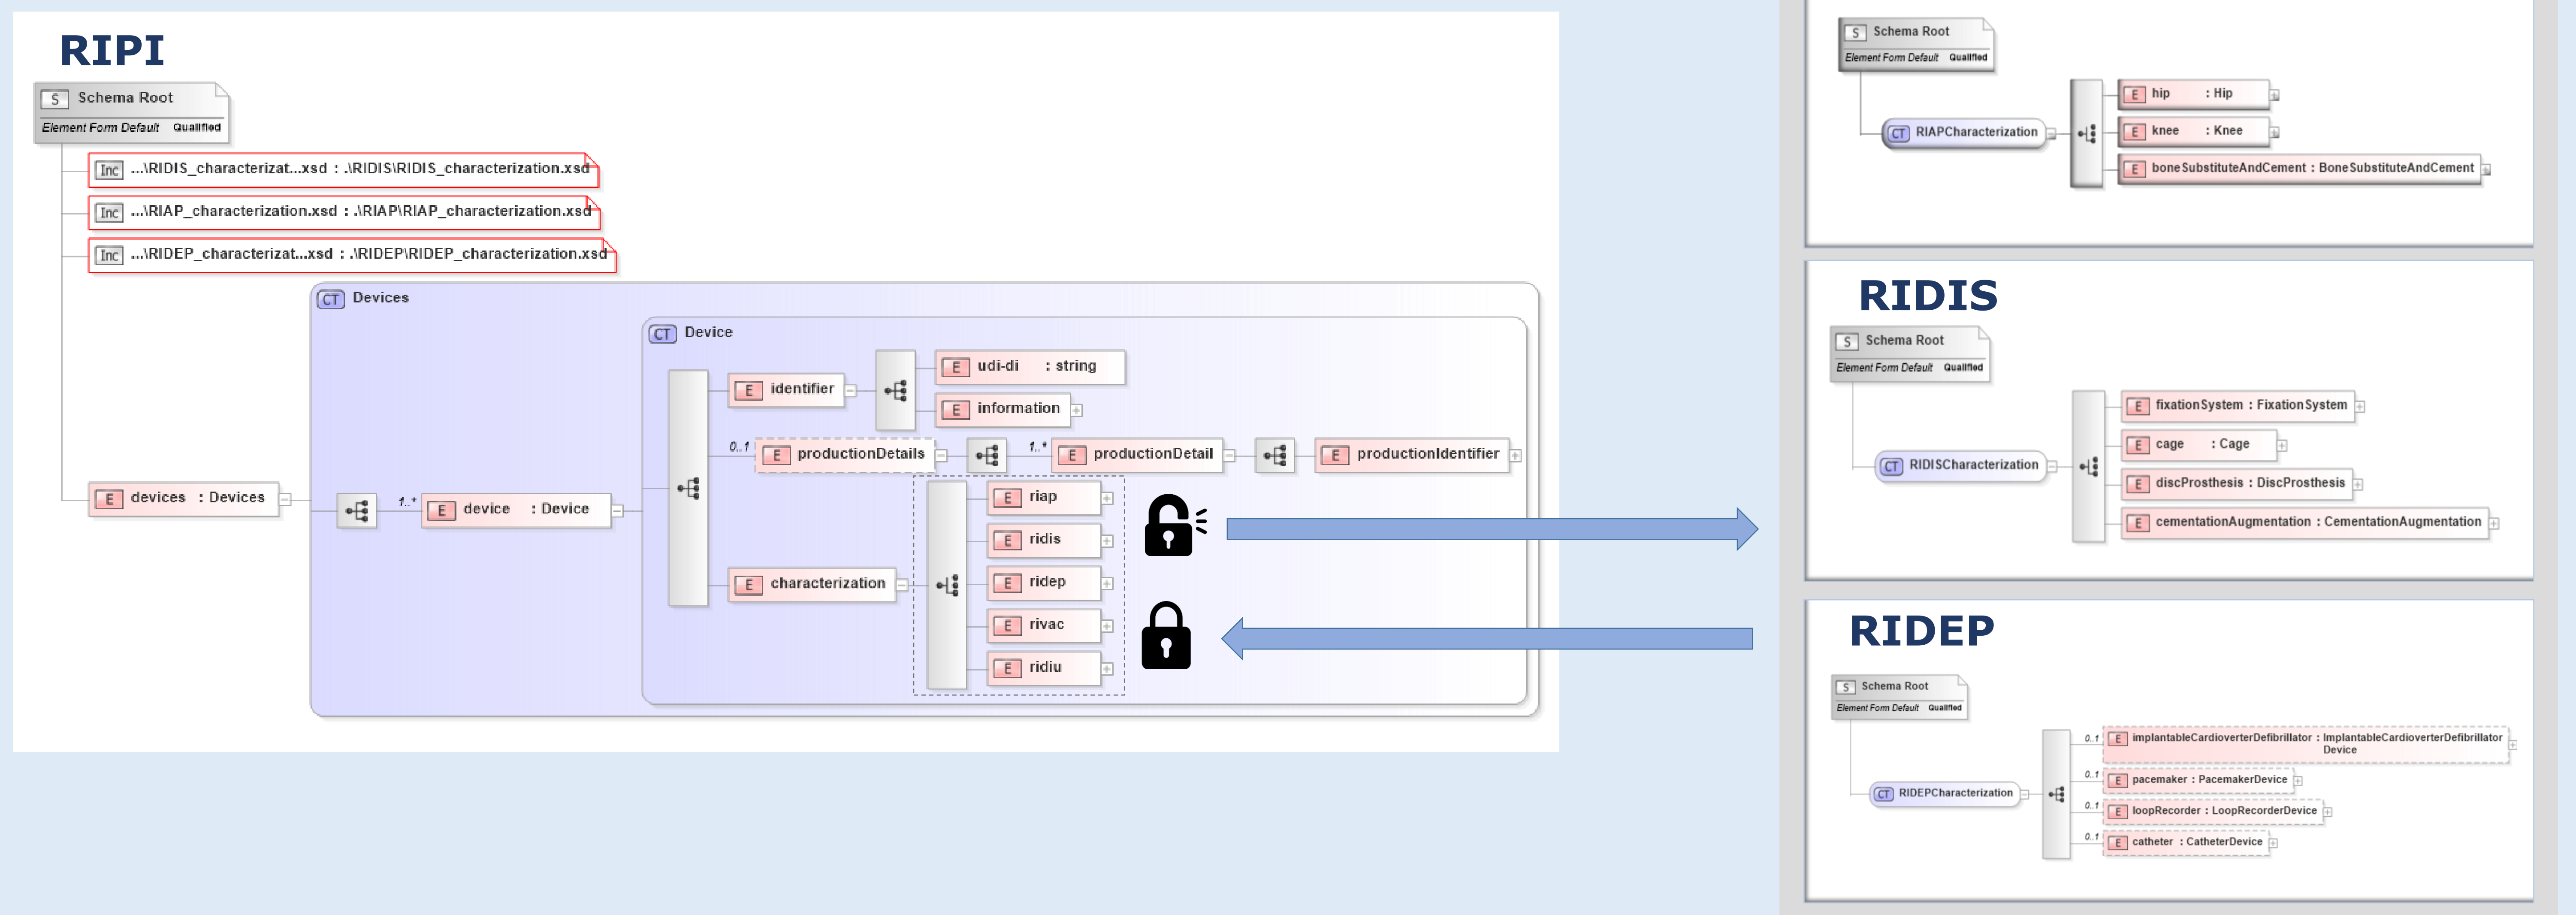 RIPI
S Schema Root
Element Form Default Qualified
Inc ...\RIDIS_characterizat...xsd : .\RIDIS\RIDIS_characterization.xsd
Inc ...\RIAP_characterization.xsd : .\RIAP\RIAP_characterization.xsd
Inc ...\RIDEP_characterizat...xsd : .\RIDEP\RIDEP_characterization.xsd
CT Devices
CT Device
E identifier
E udi-di : string
E information
0..1 E productionDetails 1..* E productionDetail E productionIdentifier
E devices : Devices
1..* E device : Device
E characterization
E riap
E ridis
E ridep
E rivac
E ridiu
S Schema Root
Element Form Default Qualified
CT RIAPCharacterization
E hip : Hip
E knee : Knee
E boneSubstituteAndCement : BoneSubstituteAndCement
RIDIS
S Schema Root
Element Form Default Qualified
CT RIDISCharacterization
E fixationSystem : FixationSystem
E cage : Cage
E discProsthesis : DiscProsthesis
E cementationAugmentation : CementationAugmentation
RIDEP
S Schema Root
Element Form Default Qualified
CT RIDEPCharacterization
0..1 E implantableCardioverterDefibrillator : ImplantableCardioverterDefibrillator
Device
0..1 E pacemaker : PacemakerDevice
0..1 E loopRecorder : LoopRecorderDevice
0..1 E catheter : CatheterDevice